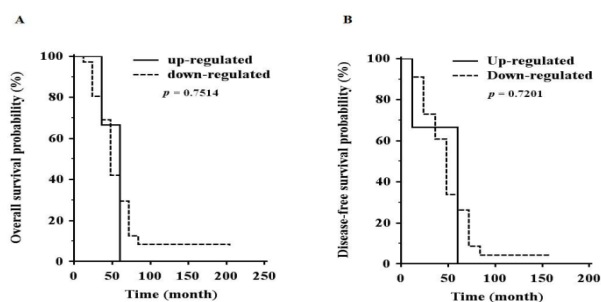 A
up-regulated
down-regulated
p = 0.7514
Overall survival probability (%)
100
80
60
40
20
0
0 50 100 150 200 250
Time (month)
B
Up-regulated
Down-regulated
p = 0.7201
Disease-free survival probability (%)
100
80
60
40
20
0
0 50 100 150 200
Time (month)